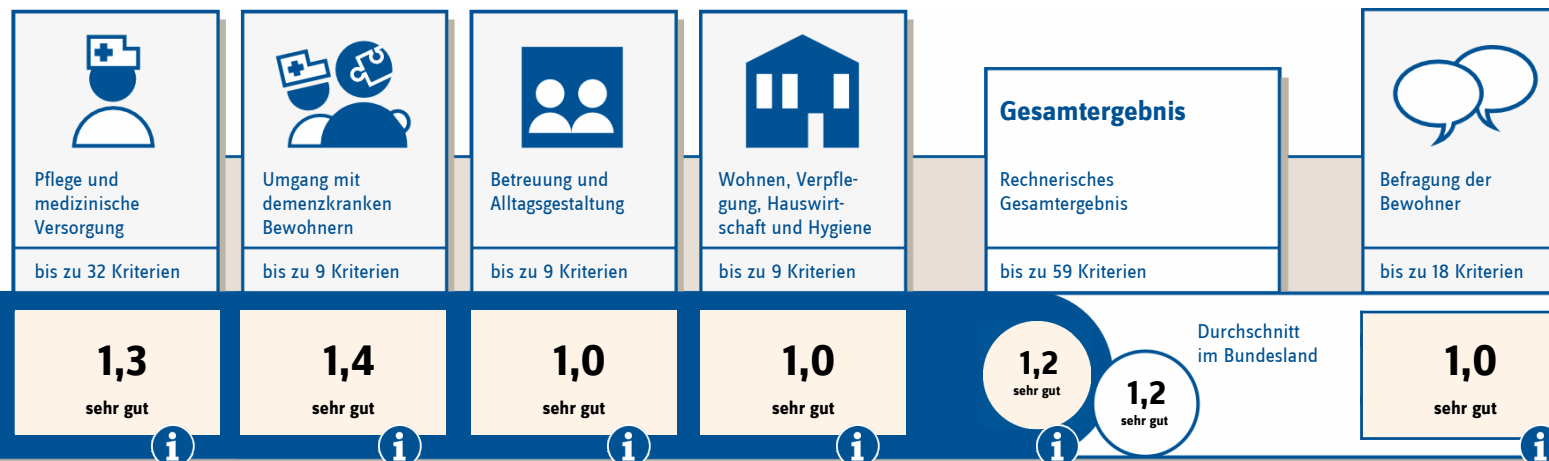 Pflege und
medizinische
Versorgung
bis zu 32 Kriterien
1,3
sehr gut
i
Umgang mit
demenzkranken
Bewohnern
bis zu 9 Kriterien
1,4
sehr gut
i
Betreuung und
Alltagsgestaltung
bis zu 9 Kriterien
1,0
sehr gut
i
Wohnen, Verpfle-
gung, Hauswirt-
schaft und Hygiene
bis zu 9 Kriterien
1,0
sehr gut
i
Gesamtergebnis
Rechnerisches
Gesamtergebnis
bis zu 59 Kriterien
1,2
sehr gut
i
Durchschnitt
im Bundesland
1,2
sehr gut
Befragung der
Bewohner
bis zu 18 Kriterien
1,0
sehr gut
i